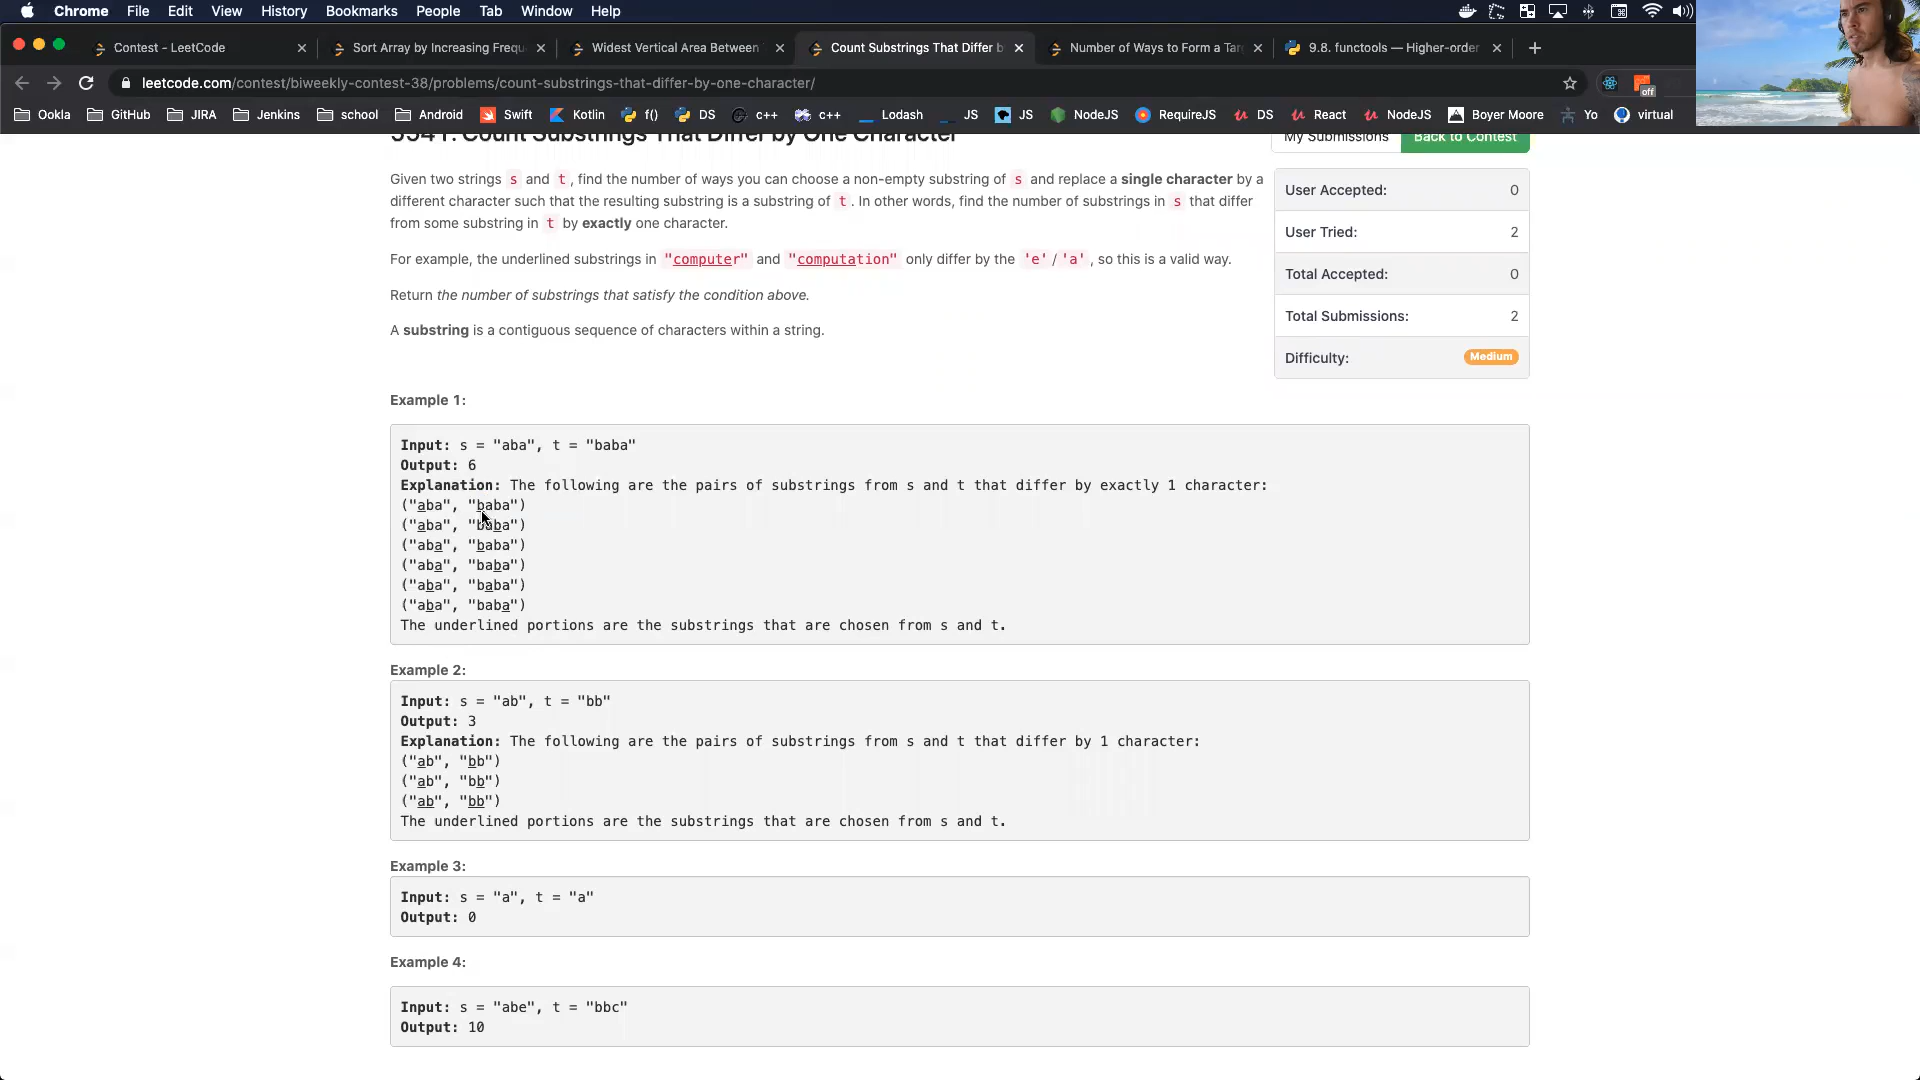 Chrome File Edit View History Bookmarks People Tab Window Help
Contest - LeetCode
Sort Array by Increasing Frequ
Widest Vertical Area Between
Count Substrings That Differ b
Number of Ways to Form a Tar
9.8. functools — Higher-order
leetcode.com/contest/biweekly-contest-38/problems/count-substrings-that-differ-by-one-character/
off
Ookla GitHub JIRA Jenkins school Android Swift Kotlin f() DS c++ c++ Lodash JS JS NodeJS RequireJS DS React NodeJS Boyer Moore Yo virtual
5541. Count Substrings That Differ by One Character
My Submissions Back to Contest
Given two strings s and t, find the number of ways you can choose a non-empty substring of s and replace a single character by a
different character such that the resulting substring is a substring of t. In other words, find the number of substrings in s that differ
from some substring in t by exactly one character.
For example, the underlined substrings in "computer" and "computation" only differ by the 'e'/'a', so this is a valid way.
Return the number of substrings that satisfy the condition above.
A substring is a contiguous sequence of characters within a string.
User Accepted: 0
User Tried: 2
Total Accepted: 0
Total Submissions: 2
Difficulty: Medium
Example 1:
Input: s = "aba", t = "baba"
Output: 6
Explanation: The following are the pairs of substrings from s and t that differ by exactly 1 character:
("aba", "baba")
("aba", "baba")
("aba", "baba")
("aba", "baba")
("aba", "baba")
("aba", "baba")
The underlined portions are the substrings that are chosen from s and t.
Example 2:
Input: s = "ab", t = "bb"
Output: 3
Explanation: The following are the pairs of substrings from s and t that differ by 1 character:
("ab", "bb")
("ab", "bb")
("ab", "bb")
The underlined portions are the substrings that are chosen from s and t.
Example 3:
Input: s = "a", t = "a"
Output: 0
Example 4:
Input: s = "abe", t = "bbc"
Output: 10